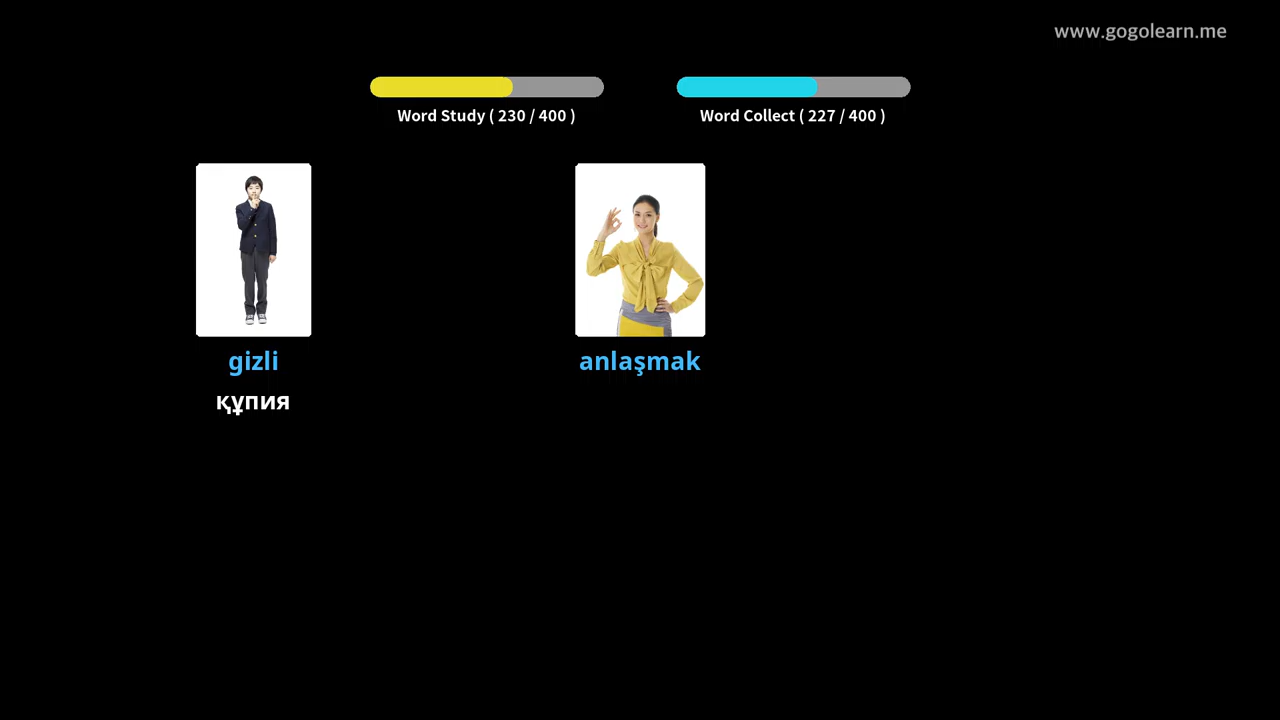 www.gogolearn.me
Word Study ( 230 / 400 )
Word Collect ( 227 / 400 )
gizli
anlaşmak
құпия